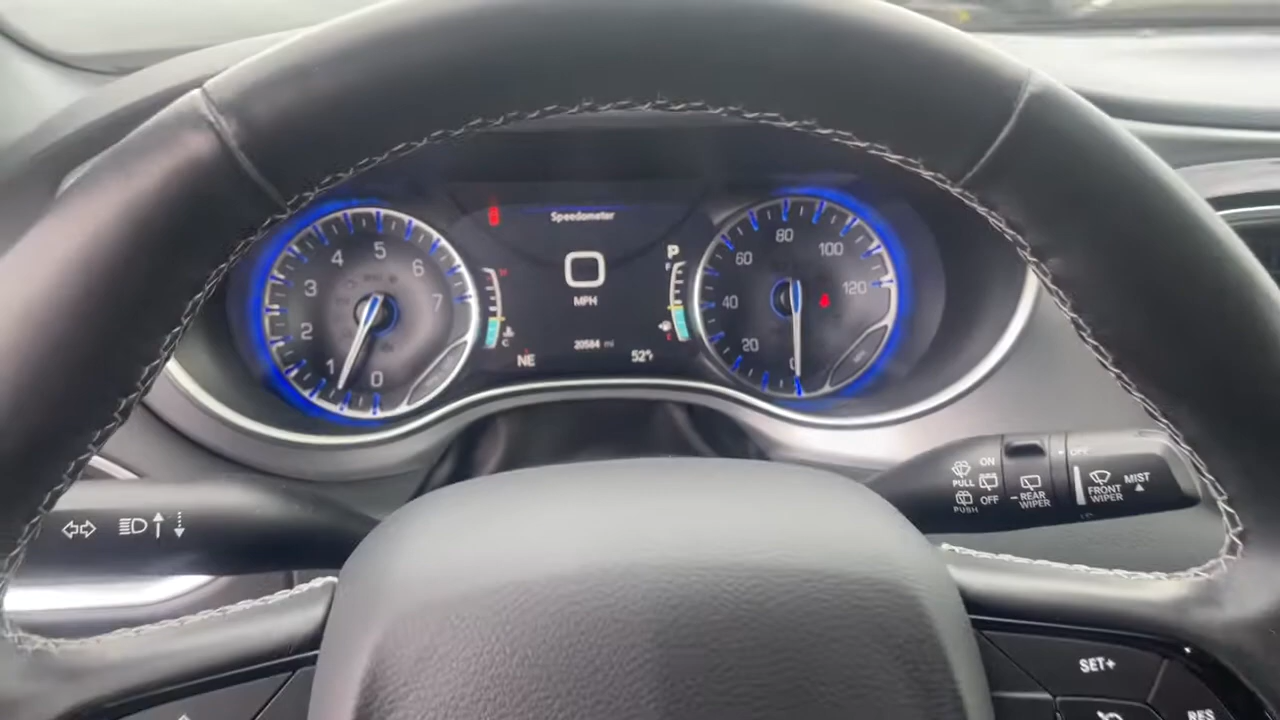 Speedometer
0
MPH
20584 mi
NE
52°F
P
F
H
C
0
1
2
3
4
5
6
7
0
20
40
60
80
100
120
ON
OFF
PULL
PUSH
REAR
WIPER
OFF
FRONT
WIPER
MIST
SET+
RES